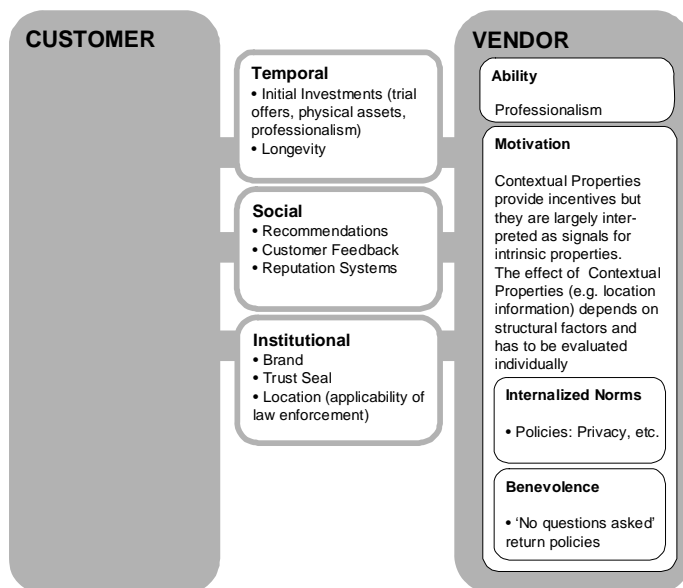 CUSTOMER
Temporal
• Initial Investments (trial
offers, physical assets,
professionalism)
• Longevity
Social
• Recommendations
• Customer Feedback
• Reputation Systems
Institutional
• Brand
• Trust Seal
• Location (applicability of
law enforcement)
VENDOR
Ability
Professionalism
Motivation
Contextual Properties
provide incentives but
they are largely inter-
preted as signals for
intrinsic properties.
The effect of Contextual
Properties (e.g. location
information) depends on
structural factors and
has to be evaluated
individually
Internalized Norms
• Policies: Privacy, etc.
Benevolence
• ‘No questions asked’
return policies